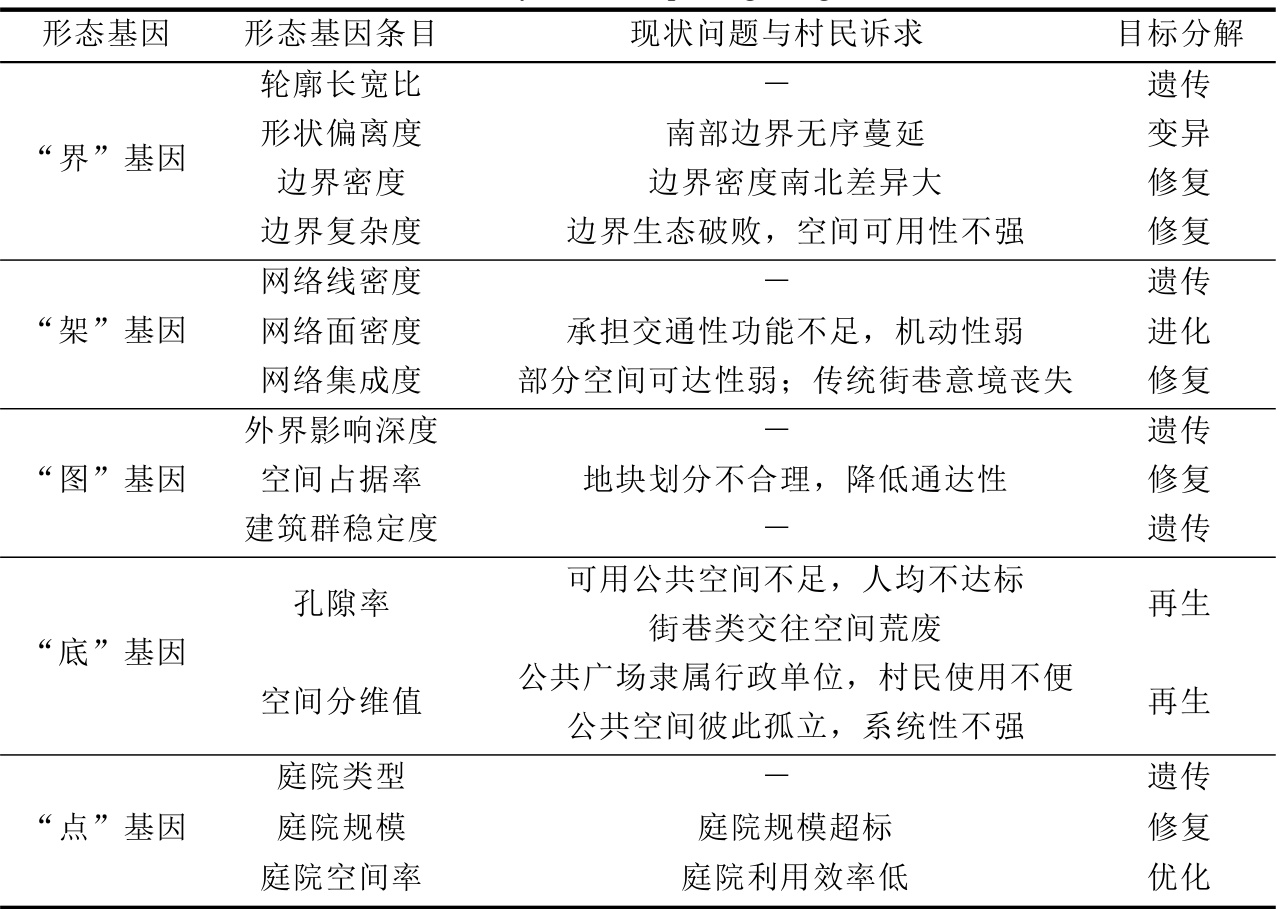 形态基因 形态基因条目 现状问题与村民诉求 目标分解
轮廓长宽比 — 遗传
形状偏离度 南部边界无序蔓延 变异
“界”基因
边界密度 边界密度南北差异大 修复
边界复杂度 边界生态破败，空间可用性不强 修复
网络线密度 — 遗传
“架”基因 网络面密度 承担交通性功能不足，机动性弱 进化
网络集成度 部分空间可达性弱；传统街巷意境丧失 修复
外界影响深度 — 遗传
“图”基因 空间占据率 地块划分不合理，降低通达性 修复
建筑群稳定度 — 遗传
可用公共空间不足，人均不达标
孔隙率 再生
街巷类交往空间荒废
“底”基因
公共广场隶属行政单位，村民使用不便
空间分维值 再生
公共空间彼此孤立，系统性不强
庭院类型 — 遗传
“点”基因 庭院规模 庭院规模超标 修复
庭院空间率 庭院利用效率低 优化